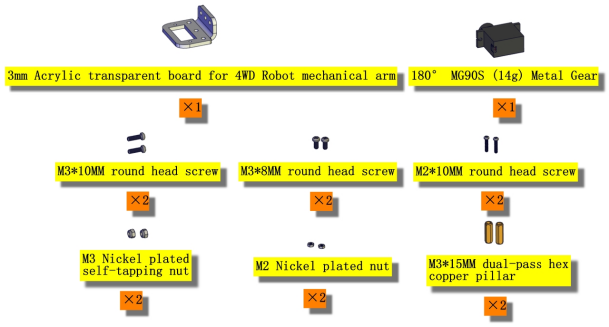 3mm Acrylic transparent board for 4WD Robot mechanical arm
180° MG90S (14g) Metal Gear
×1
×1
M3*10MM round head screw
M3*8MM round head screw
M2*10MM round head screw
×2
×2
×2
M3 Nickel plated
self-tapping nut
M2 Nickel plated nut
M3*15MM dual-pass hex
copper pillar
×2
×2
×2